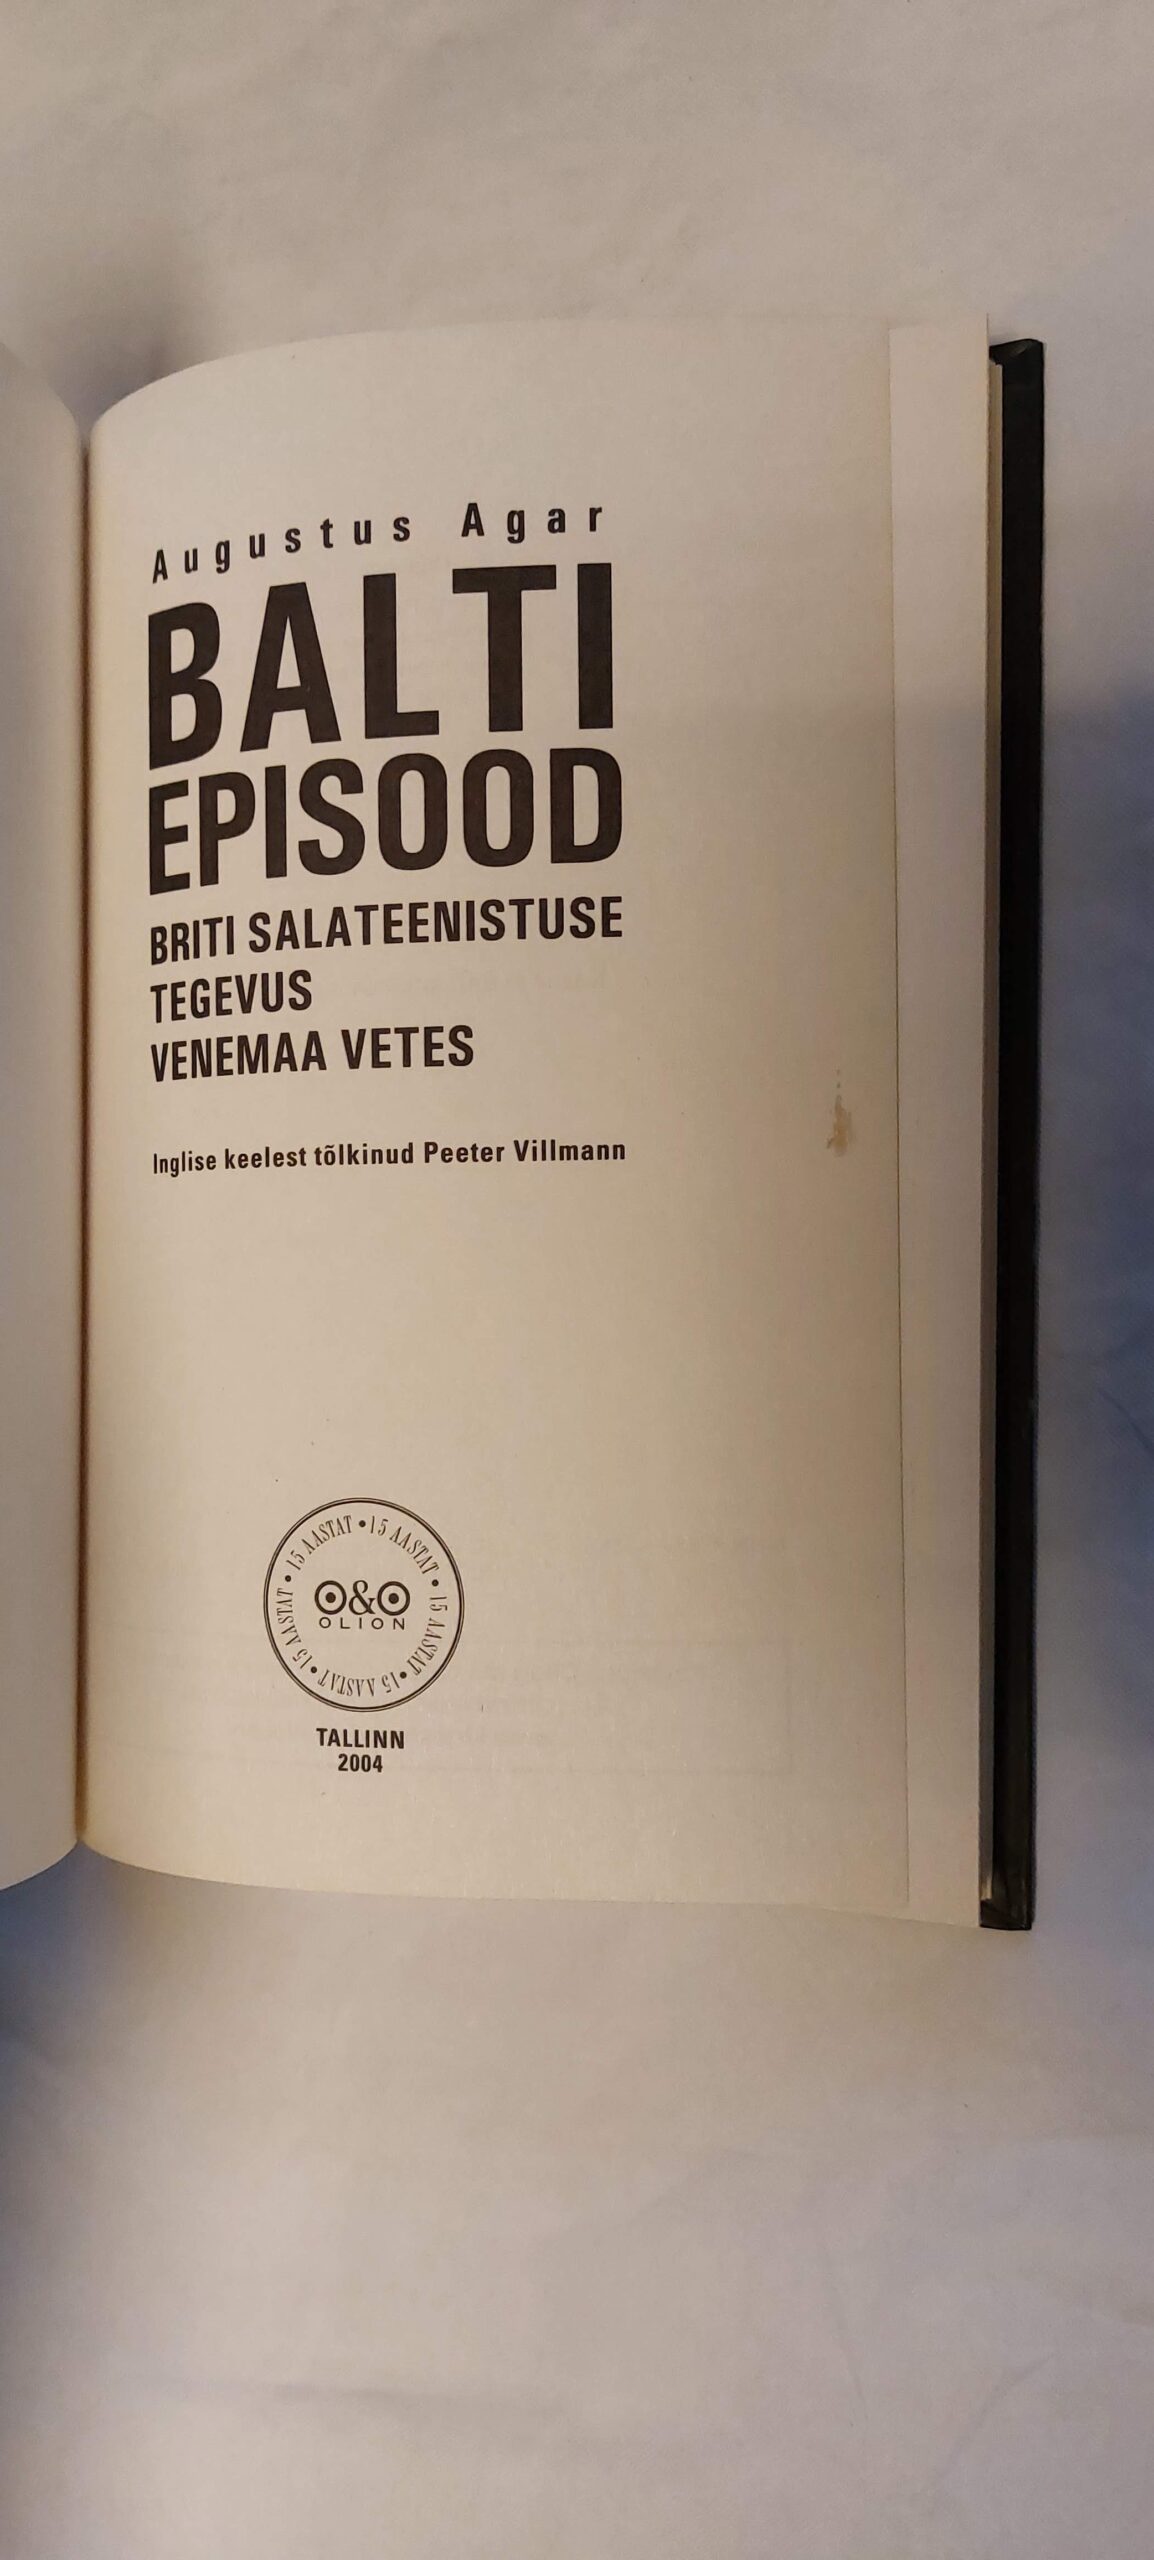 Augustus Agar
BALTI
EPISOOD
BRITI SALATEENISTUSE
TEGEVUS
VENEMAA VETES
Inglise keelest tõlkinud Peeter Villmann
15 AASTAT • 15 AASTAT • 15 AASTAT • 15 AASTAT • 15 AASTAT •
O&O
OLION
TALLINN
2004